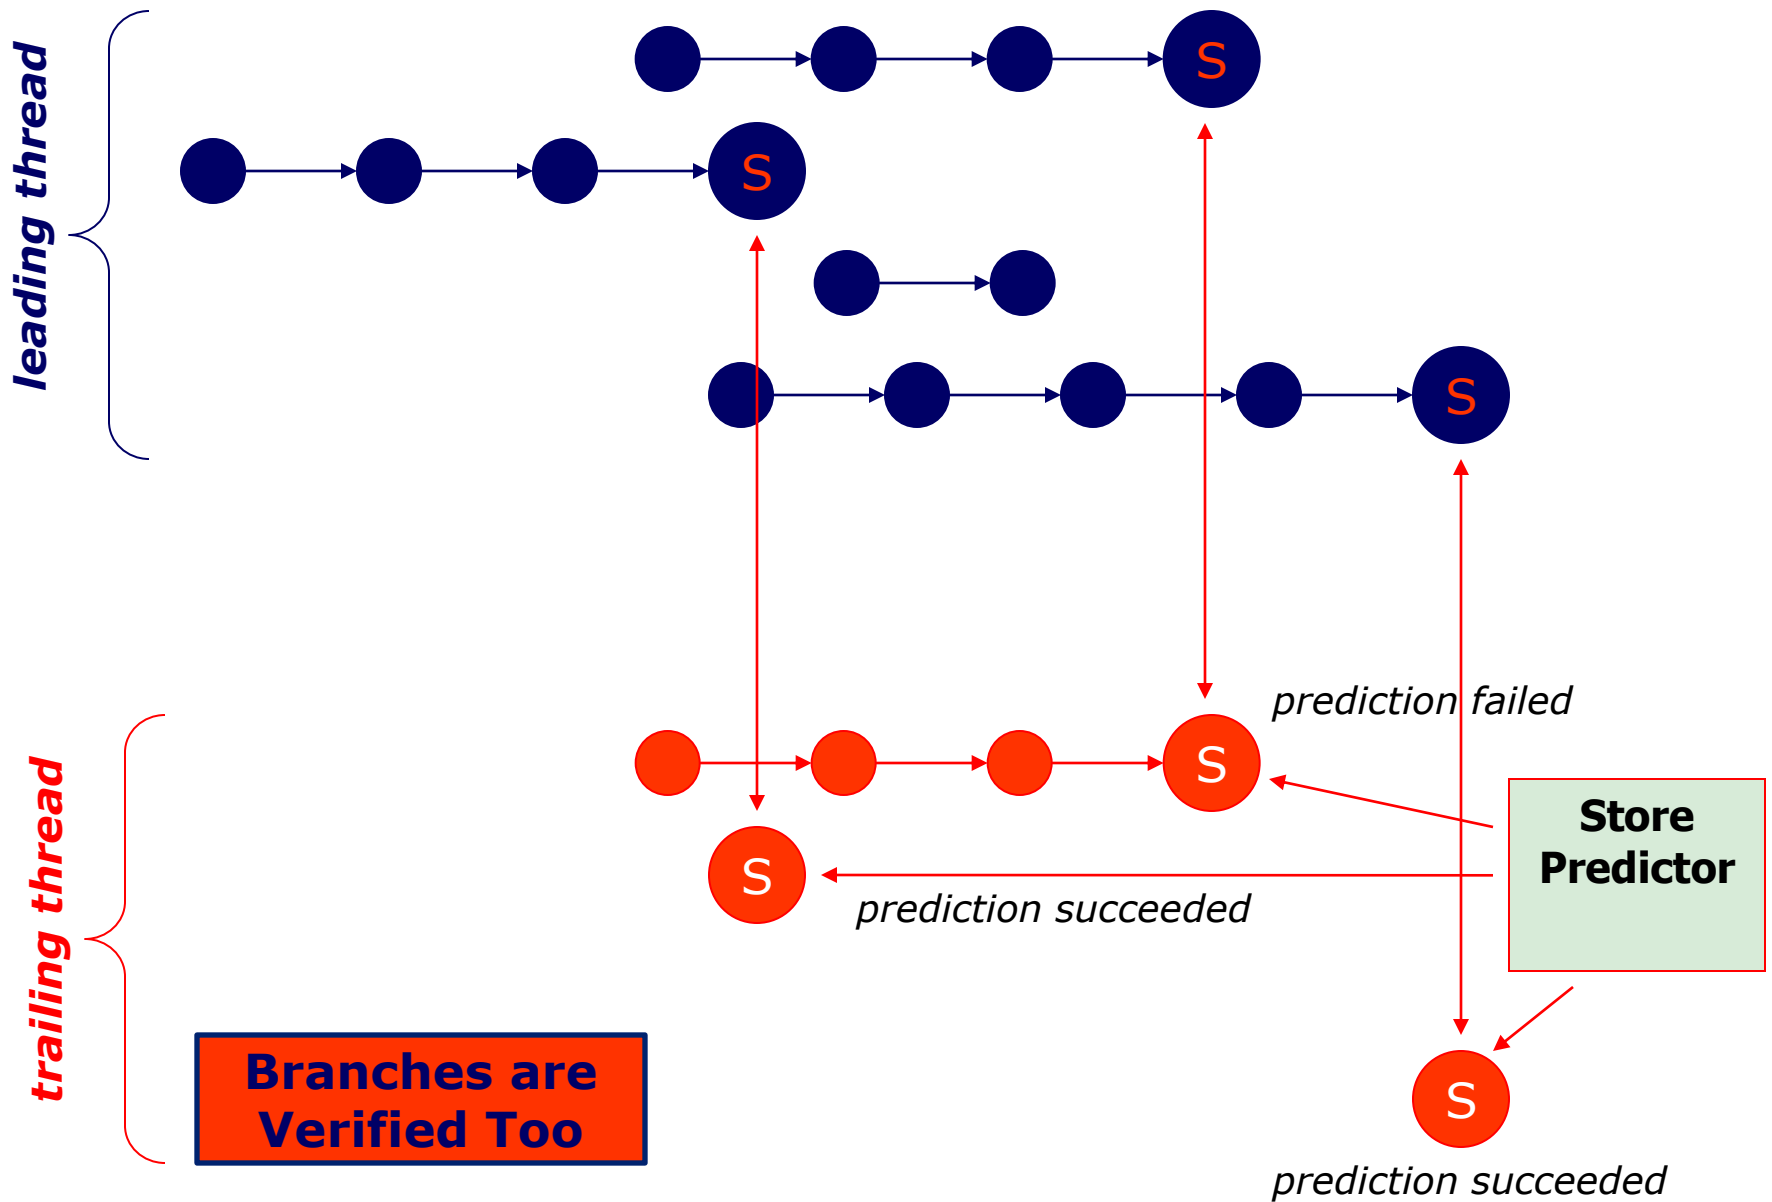 leading thread
S
S
S
prediction failed
S
Store
Predictor
S
prediction succeeded
trailing thread
Branches are
Verified Too
S
prediction succeeded